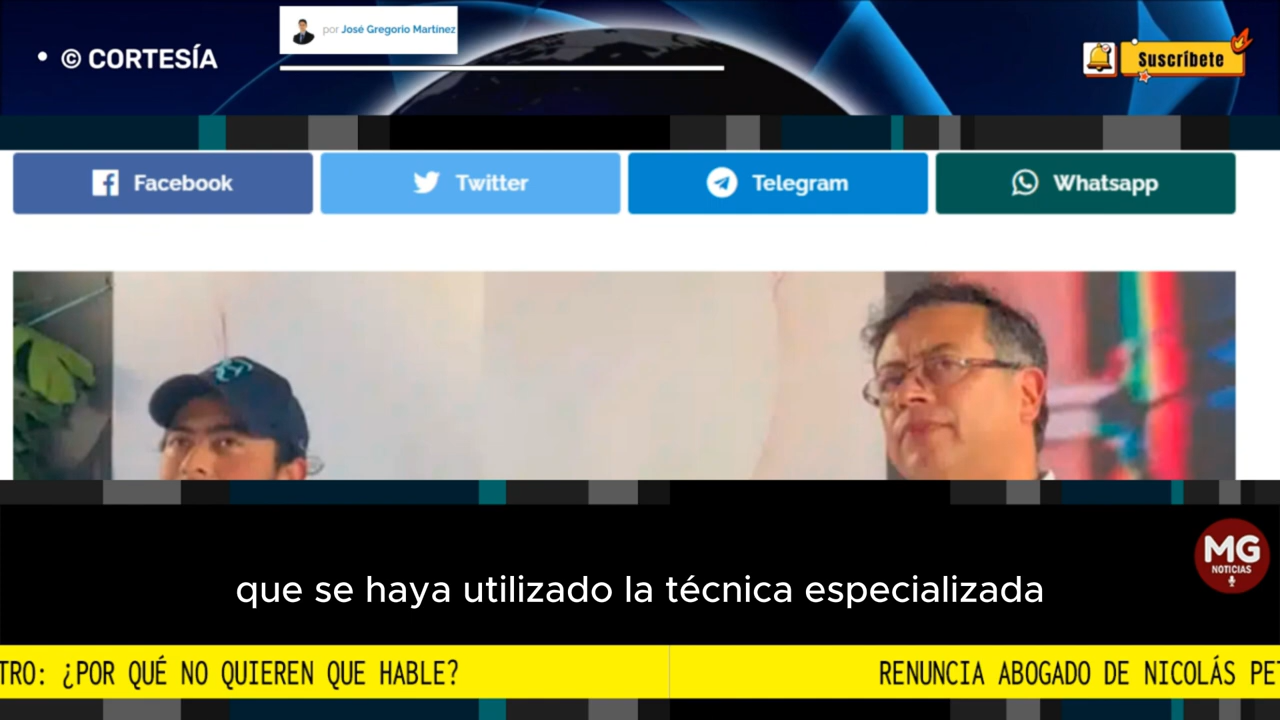 • © CORTESÍA
por José Gregorio Martínez
Suscríbete
Facebook
Twitter
Telegram
Whatsapp
MG
NOTICIAS
que se haya utilizado la técnica especializada
TRO: ¿POR QUÉ NO QUIEREN QUE HABLE?
RENUNCIA ABOGADO DE NICOLÁS PET